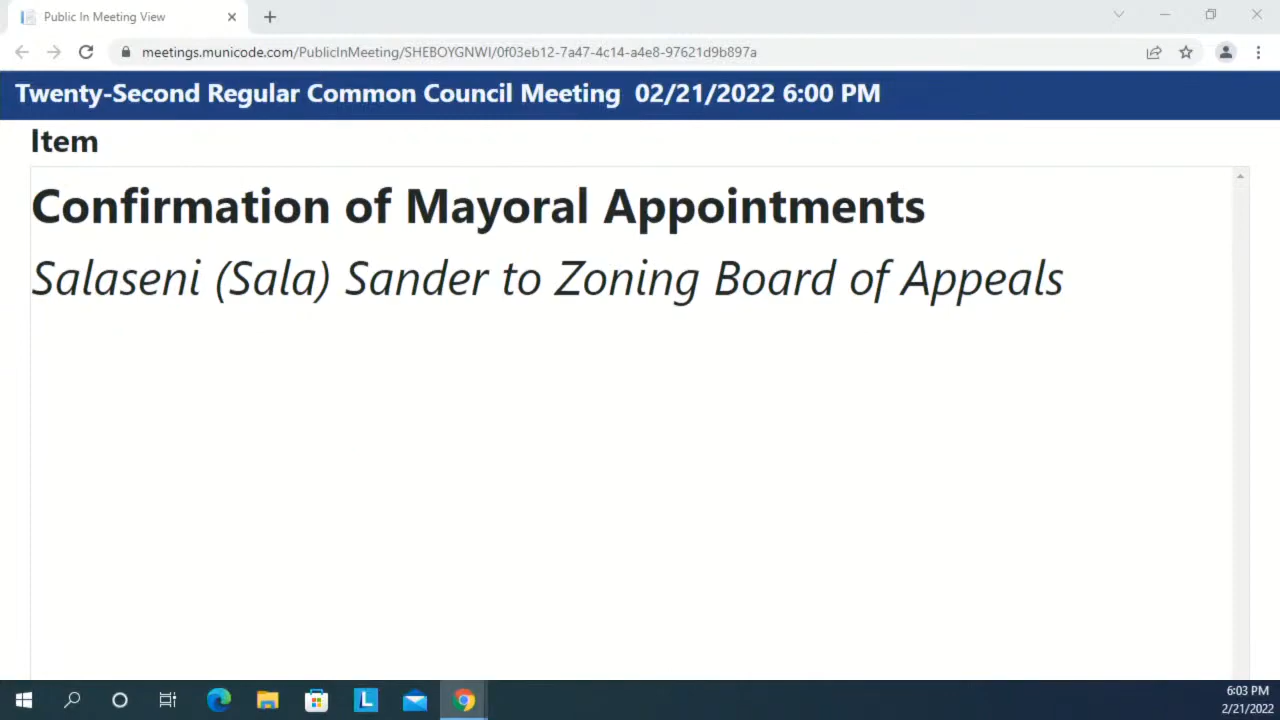 Public In Meeting View
meetings.municode.com/PublicInMeeting/SHEBOYGNWI/0f03eb12-7a47-4c14-a4e8-97621d9b897a
Twenty-Second Regular Common Council Meeting 02/21/2022 6:00 PM
Item
Confirmation of Mayoral Appointments
Salaseni (Sala) Sander to Zoning Board of Appeals
L
6:03 PM
2/21/2022